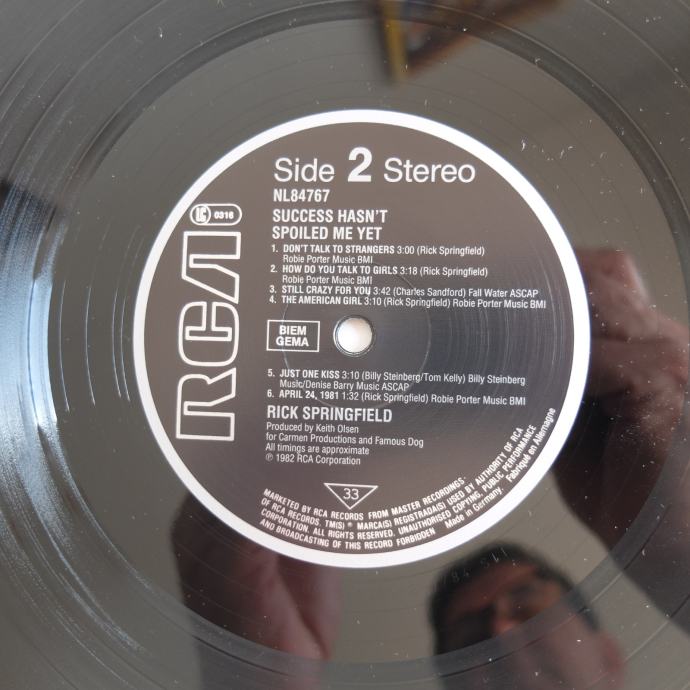 Side 2 Stereo
NL84767
LC 0316
SUCCESS HASN'T
SPOILED ME YET
1. DON'T TALK TO STRANGERS 3:00 (Rick Springfield)
Robie Porter Music BMI
2. HOW DO YOU TALK TO GIRLS 3:18 (Rick Springfield)
Robie Porter Music BMI
3. STILL CRAZY FOR YOU 3:42 (Charles Sandford) Fall Water ASCAP
4. THE AMERICAN GIRL 3:10 (Rick Springfield) Robie Porter Music BMI
RCA
BIEM
GEMA
5. JUST ONE KISS 3:10 (Billy Steinberg/Tom Kelly) Billy Steinberg
Music/Denise Barry Music ASCAP
6. APRIL 24, 1981 1:32 (Rick Springfield) Robie Porter Music BMI
RICK SPRINGFIELD
Produced by Keith Olsen
for Carmen Productions and Famous Dog
All timings are approximate
℗ 1982 RCA Corporation
33
MARKETED BY RCA RECORDS FROM MASTER RECORDINGS
OF RCA RECORDS. TM(S) ® MARCA(S) REGISTRADA(S) USED BY AUTHORITY OF RCA
CORPORATION. ALL RIGHTS RESERVED. UNAUTHORISED COPYING, PUBLIC PERFORMANCE
AND BROADCASTING OF THIS RECORD FORBIDDEN Made in Germany. Fabriqué en Allemagne